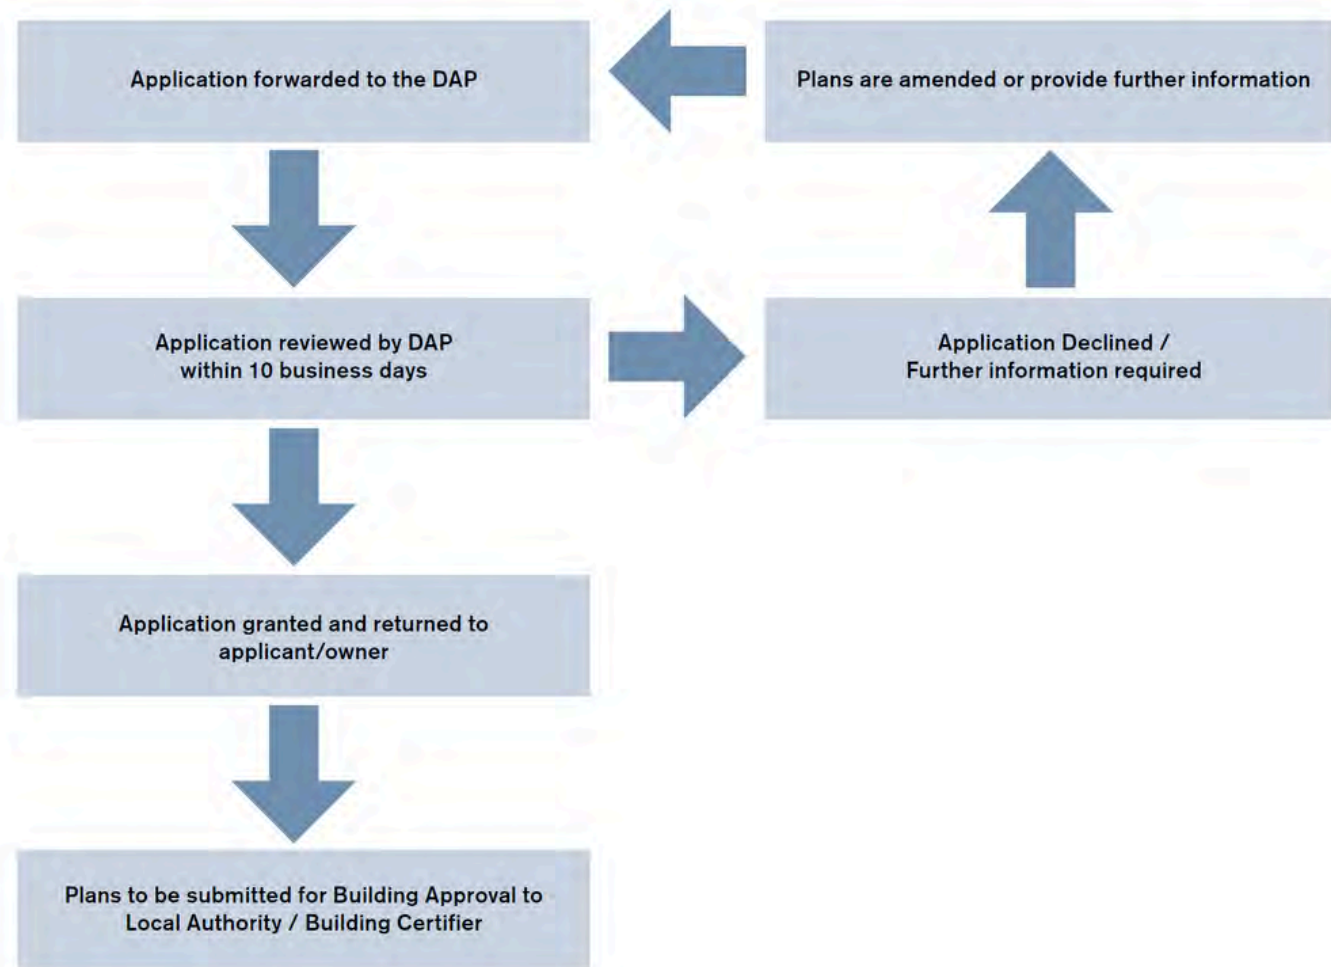 Application forwarded to the DAP
Plans are amended or provide further information
Application reviewed by DAP
within 10 business days
Application Declined /
Further information required
Application granted and returned to
applicant/owner
Plans to be submitted for Building Approval to
Local Authority / Building Certifier